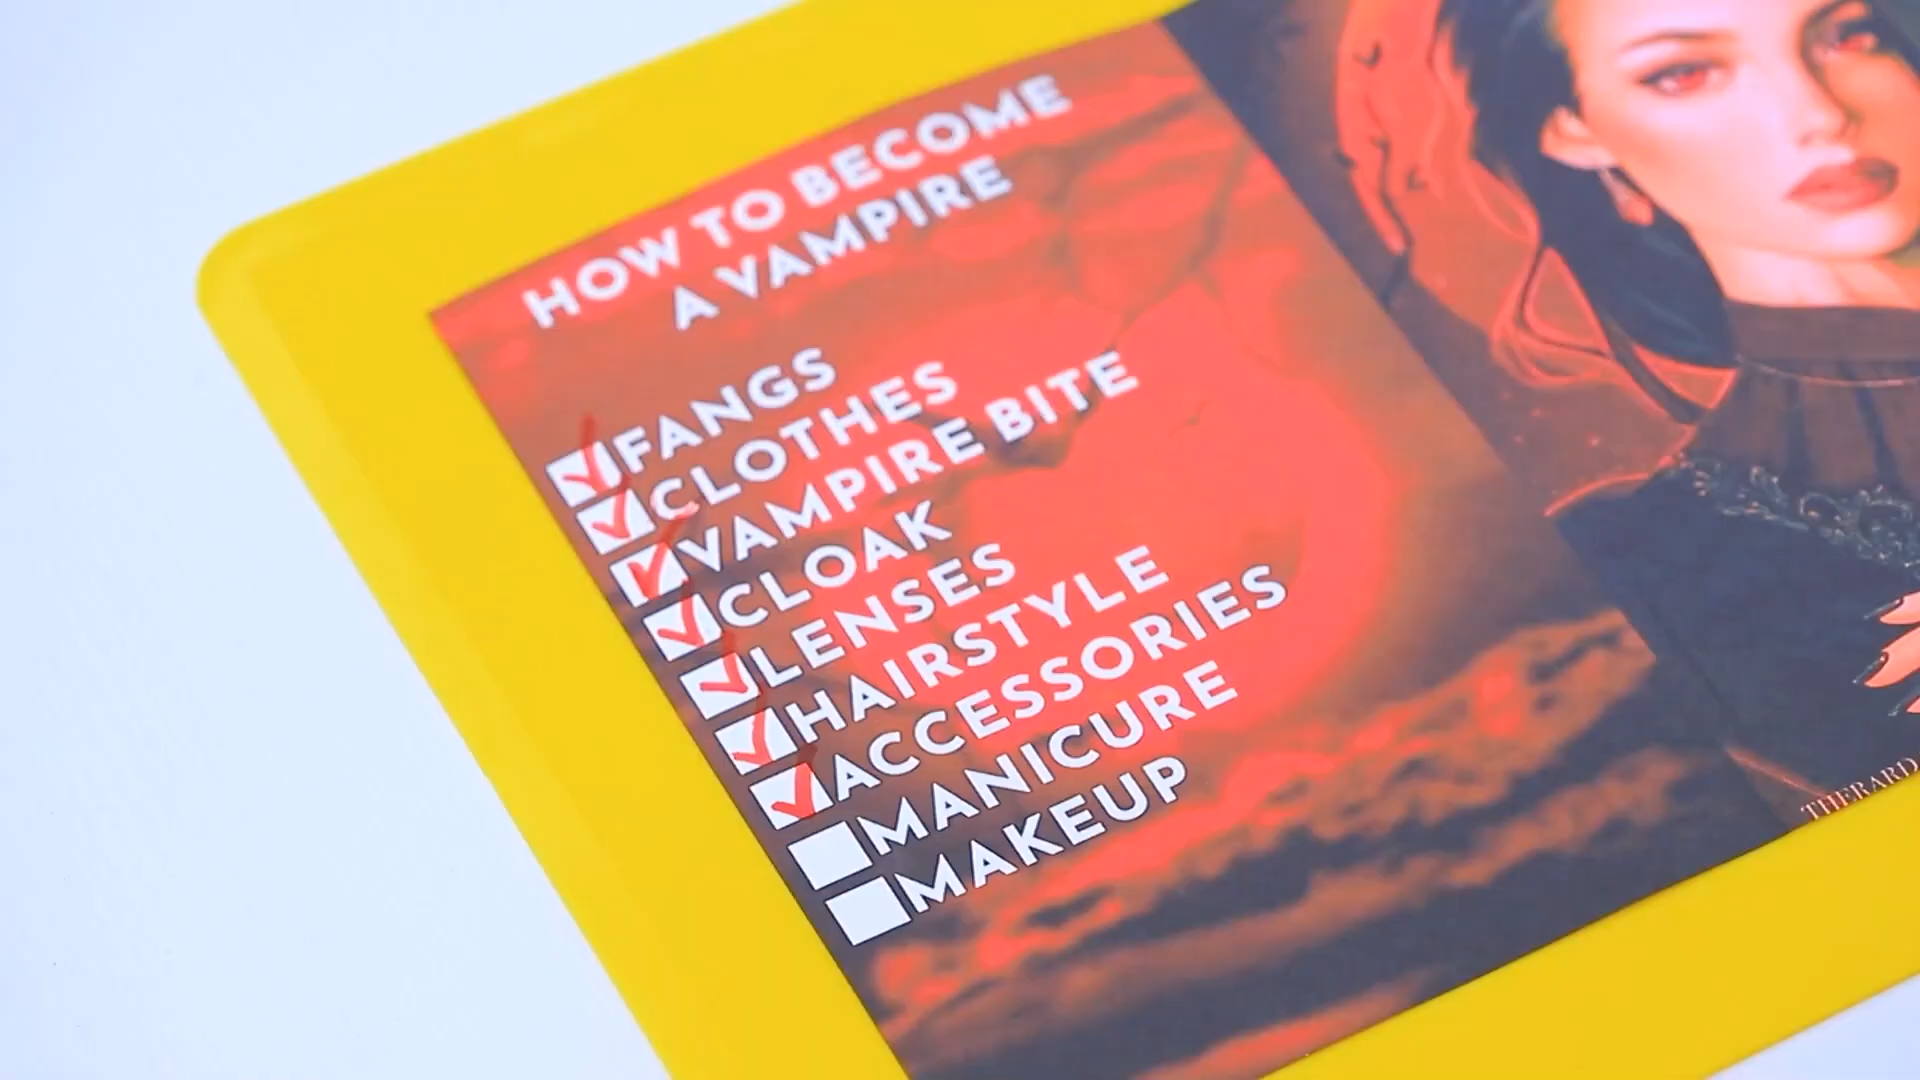 HOW TO BECOME
A VAMPIRE
FANGS
CLOTHES
VAMPIRE BITE
CLOAK
LENSES
HAIRSTYLE
ACCESSORIES
MANICURE
MAKEUP